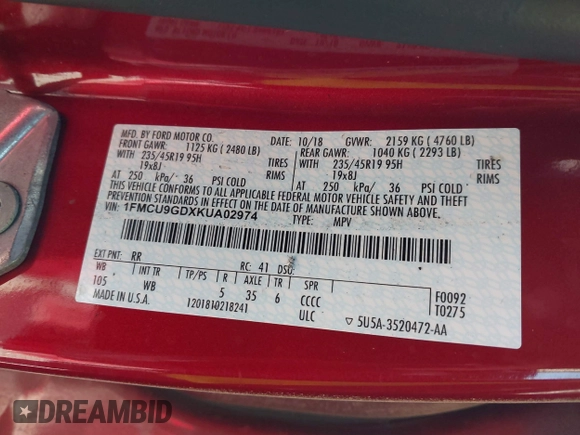 MFD. BY FORD MOTOR CO. 10/18 GVWR: 2159 KG ( 4760 LB)
FRONT GAWR: 1125 KG ( 2480 LB) REAR GAWR: 1040 KG ( 2293 LB)
WITH 235/45R19 95H TIRES WITH 235/45R19 95H TIRES
19x8J RIMS 19x8J RIMS
AT 250 kPa/ 36 PSI COLD AT 250 kPa/ 36 PSI COLD
THIS VEHICLE CONFORMS TO ALL APPLICABLE FEDERAL MOTOR VEHICLE SAFETY AND THEFT
PREVENTION STANDARDS IN EFFECT ON THE DATE OF MANUFACTURE SHOWN ABOVE.
VIN: 1FMCU9GDXKUA02974
TYPE: MPV
EXT PNT: RR RC: 41 DSO:
WB INT TR TP/PS R AXLE TR SPR
105 WB 5 35 6 CCCC F0092
MADE IN U.S.A. 1201810218241 ULC T0275
▽ 5U5A-3520472-AA
DREAMBID